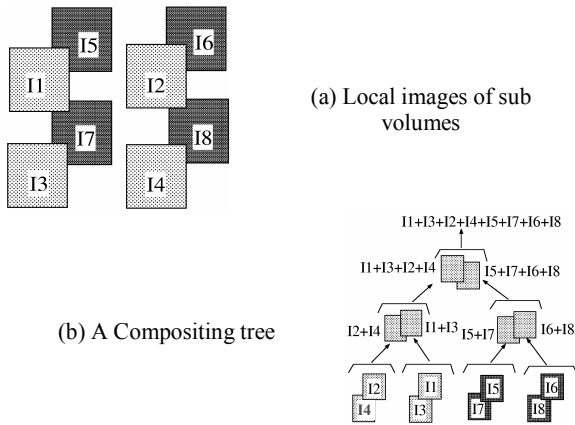 I5
I6
I1
I2
I7
I8
I3
I4
(a) Local images of sub
volumes
I1+I3+I2+I4+I5+I7+I6+I8
I1+I3+I2+I4
I5+I7+I6+I8
(b) A Compositing tree
I2+I4
I1+I3
I5+I7
I6+I8
I2
I1
I5
I6
I4
I3
I7
I8